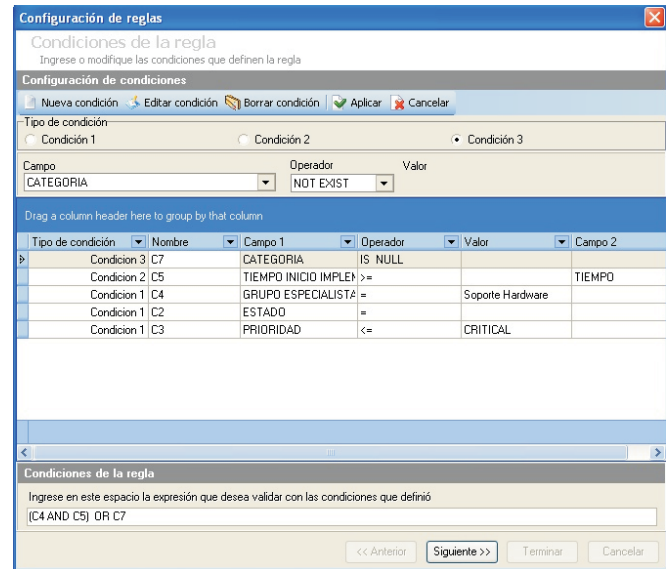 Configuración de reglas
Condiciones de la regla
Ingrese o modifique las condiciones que definen la regla
Configuración de condiciones
Nueva condición Editar condición Borrar condición Aplicar Cancelar
Tipo de condición
Condición 1 Condición 2 Condición 3
Campo Operador Valor
CATEGORIA NOT EXIST
Drag a column header here to group by that column
Tipo de condición Nombre Campo 1 Operador Valor Campo 2
Condicion 3 C7 CATEGORIA IS NULL
Condicion 2 C5 TIEMPO INICIO IMPLEN >= TIEMPO
Condicion 1 C4 GRUPO ESPECIALISTA = Soporte Hardware
Condicion 1 C2 ESTADO =
Condicion 1 C3 PRIORIDAD <= CRITICAL
Condiciones de la regla
Ingrese en este espacio la expresión que desea validar con las condiciones que definió
(C4 AND C5) OR C7
<< Anterior Siguiente >> Terminar Cancelar